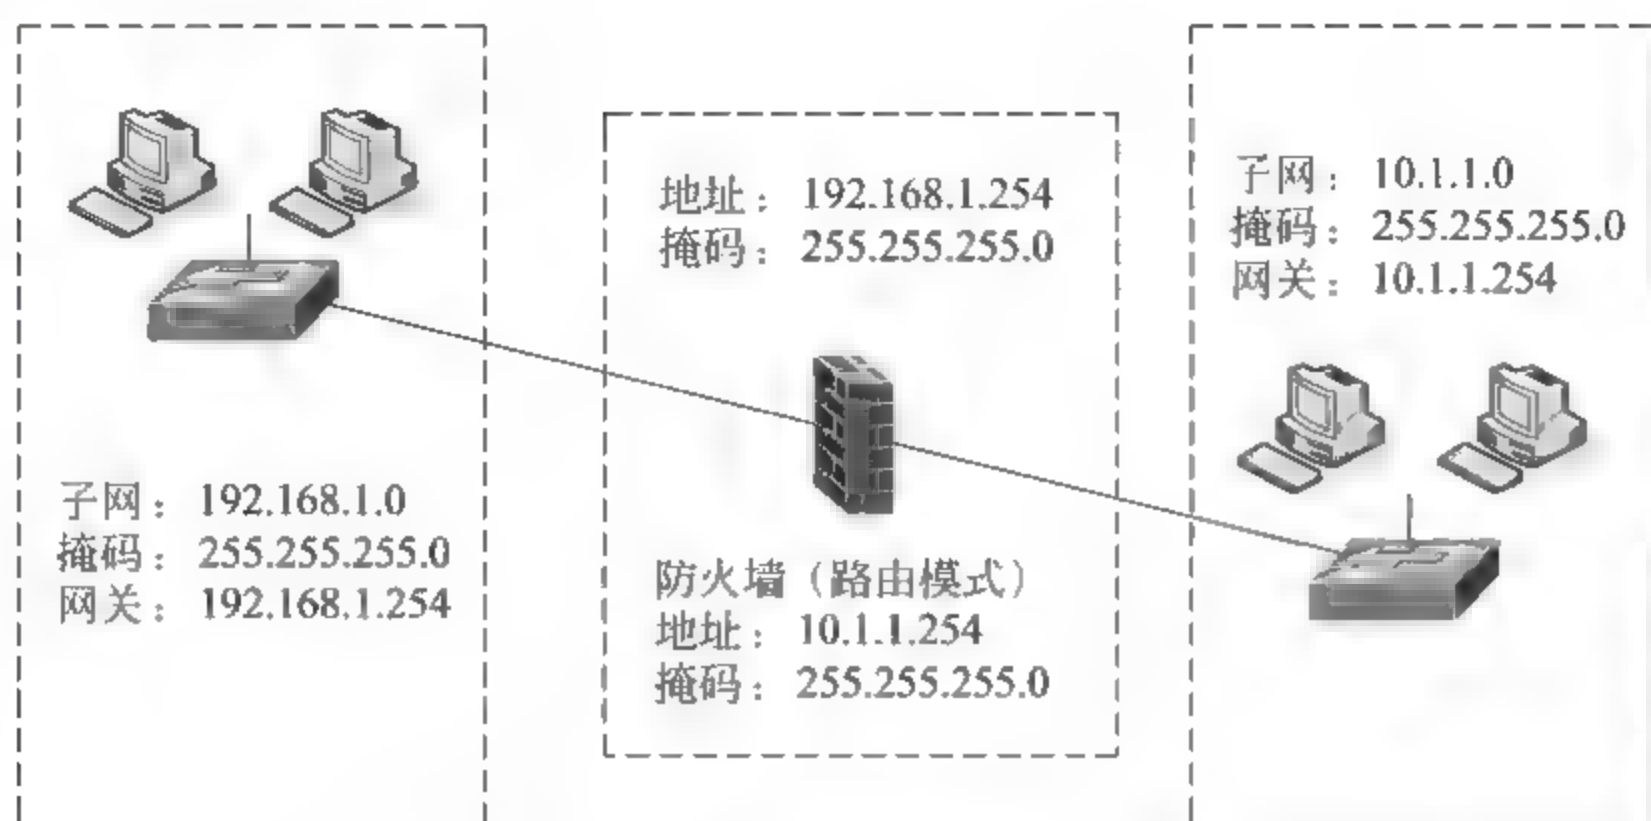 子网： 192.168.1.0
掩码： 255.255.255.0
网关： 192.168.1.254
地址： 192.168.1.254
掩码： 255.255.255.0
防火墙（路由模式）
地址： 10.1.1.254
掩码： 255.255.255.0
子网： 10.1.1.0
掩码： 255.255.255.0
网关： 10.1.1.254